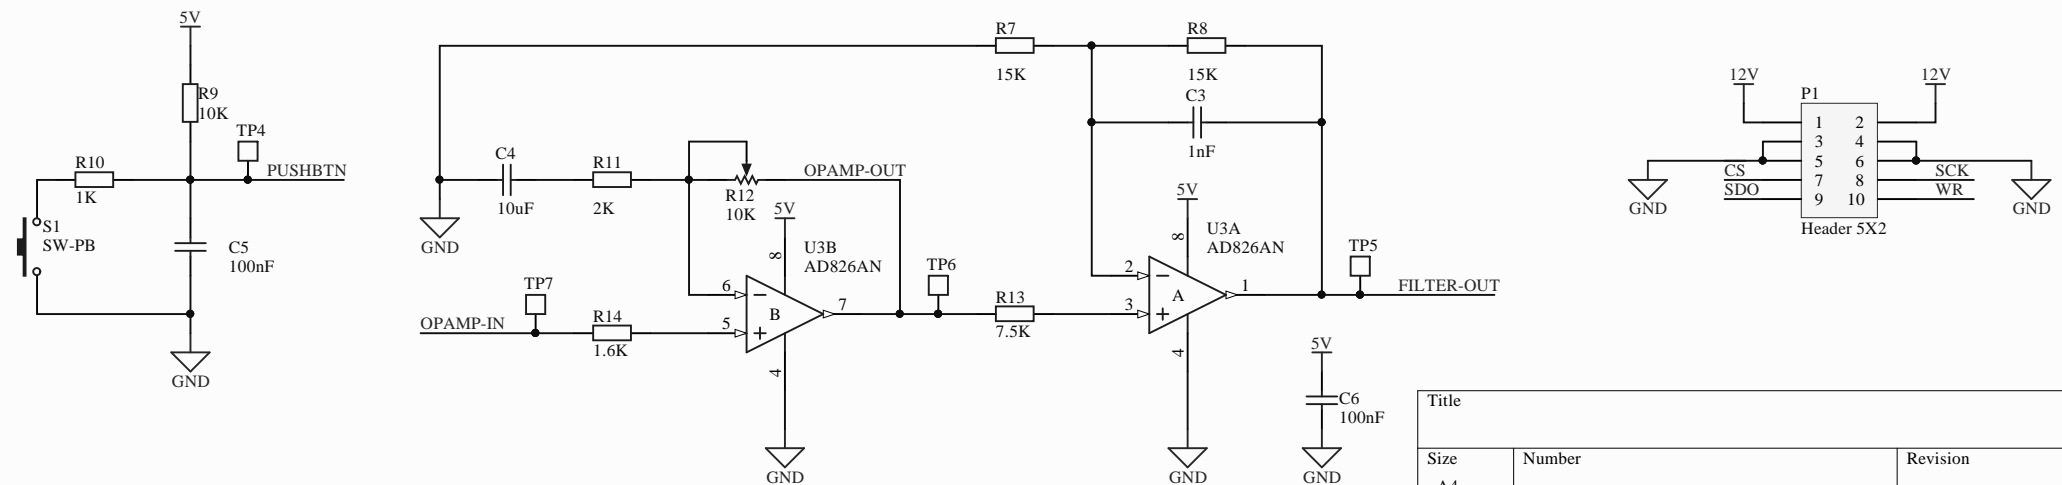 5V
R9
10K
TP4
R10
1K
PUSHBTN
S1
SW-PB
C5
100nF
GND
R7
15K
R8
15K
C3
1nF
C4
10uF
R11
2K
R12
10K
OPAMP-OUT
GND
5V
8
U3B
AD826AN
TP7
OPAMP-IN
R14
1.6K
6
5
B
7
4
GND
TP6
R13
7.5K
5V
8
U3A
AD826AN
2
3
A
1
4
GND
TP5
FILTER-OUT
5V
C6
100nF
GND
12V
12V
P1
1 2
3 4
5 6
7 8
9 10
CS
SDO
SCK
WR
GND
GND
Header 5X2
Title
Size
Number
Revision